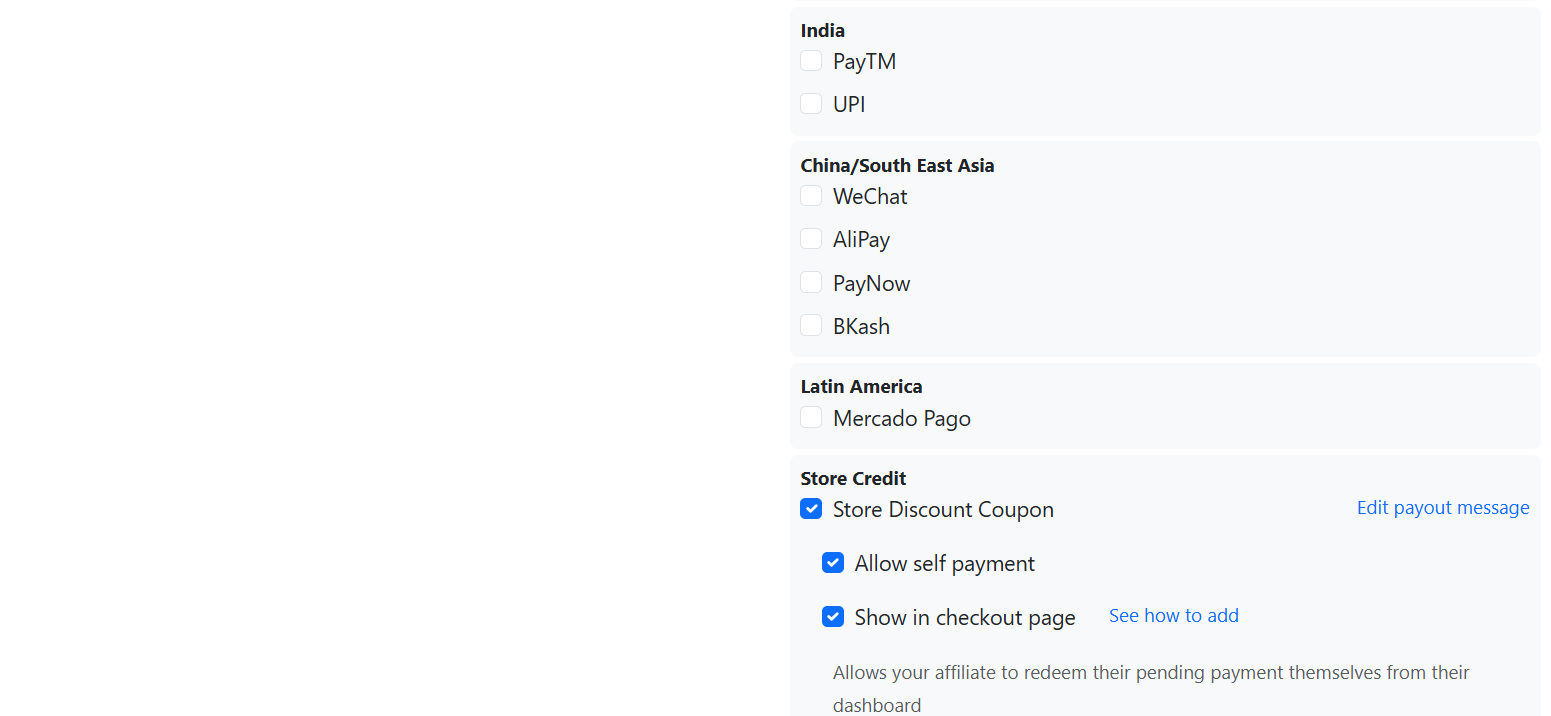 India
PayTM
UPI
China/South East Asia
WeChat
AliPay
PayNow
BKash
Latin America
Mercado Pago
Store Credit
Store Discount Coupon Edit payout message
Allow self payment
Show in checkout page See how to add
Allows your affiliate to redeem their pending payment themselves from their
dashboard